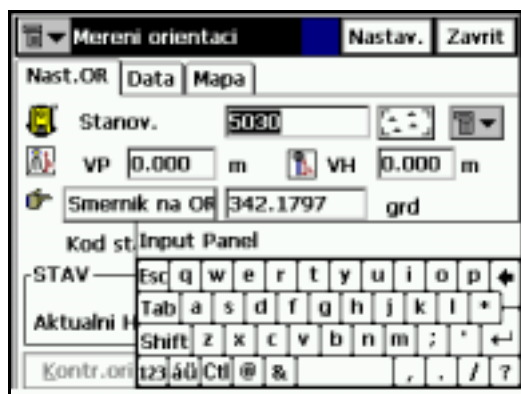 Mereni orientaci Nastav. Zavrit
Nast.OR Data Mapa
Stanov. 5030
VP 0.000 m VH 0.000 m
Smernik na OR 342.1797 grd
Kod st Input Panel
STAV Esc q w e r t y u i o p
Aktualni H Tab a s d f g h j k l *
Shift z x c v b n m ; '
Kontr.ori 123 áü Ctl @ & , . / ?